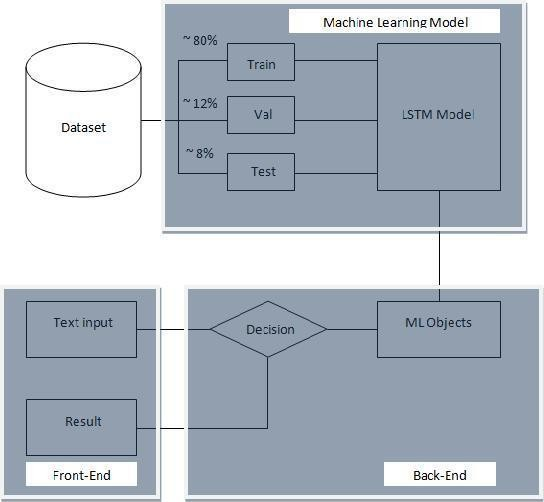 Machine Learning Model
~ 80%
Train
~ 12%
Val
~ 8%
Test
Dataset
LSTM Model
Text input
Decision
ML Objects
Result
Front-End
Back-End